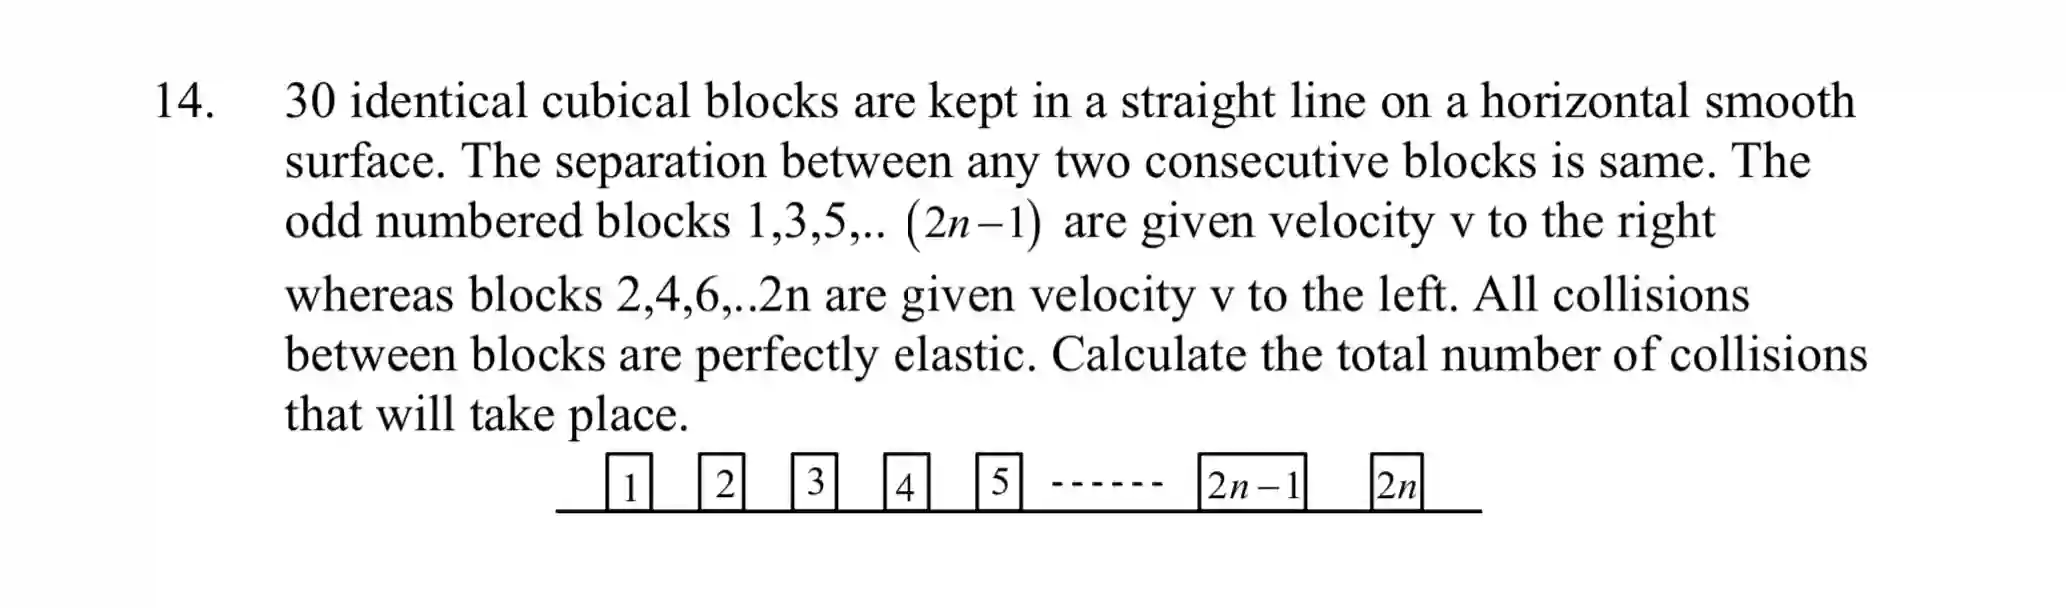 14. 30 identical cubical blocks are kept in a straight line on a horizontal smooth
surface. The separation between any two consecutive blocks is same. The
odd numbered blocks 1,3,5,.. (2n−1) are given velocity v to the right
whereas blocks 2,4,6,..2n are given velocity v to the left. All collisions
between blocks are perfectly elastic. Calculate the total number of collisions
that will take place.
1 2 3 4 5 ------ 2n−1 2n